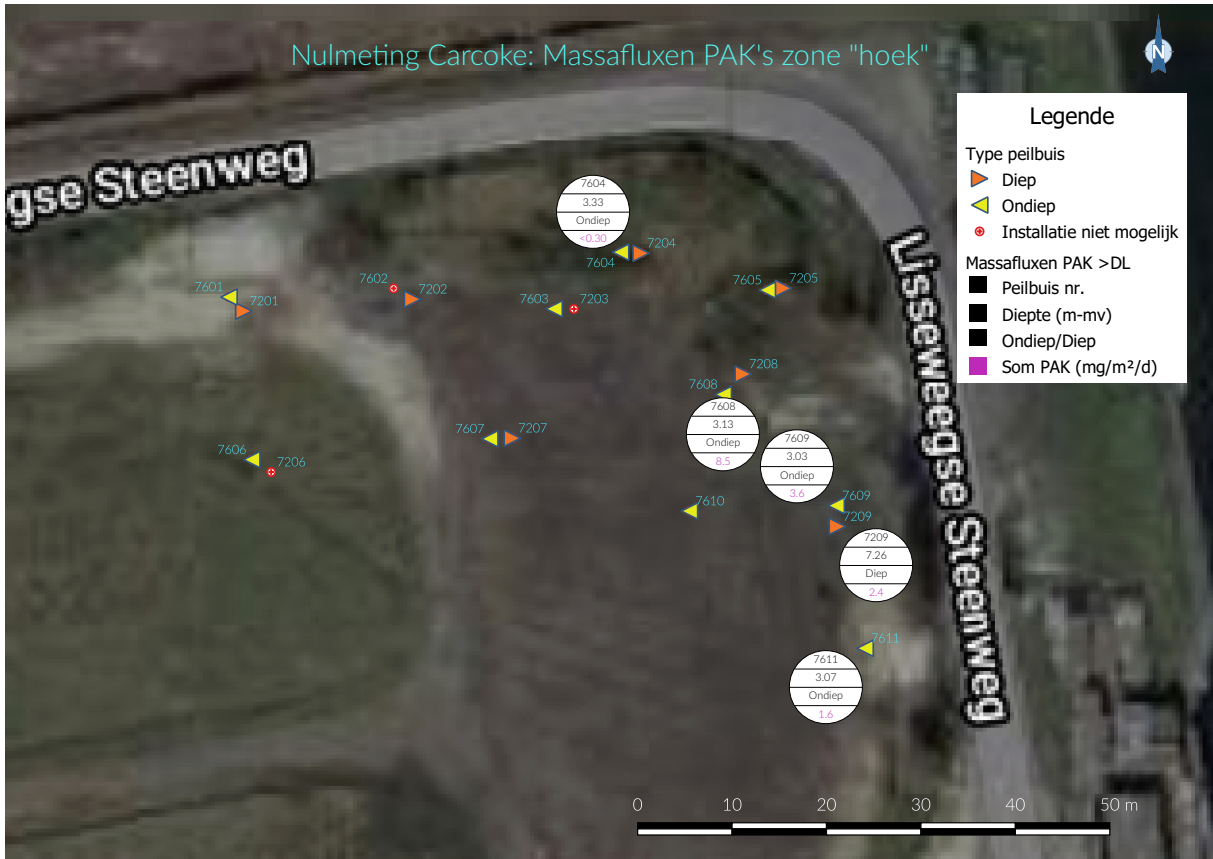 Nulmeting Carcoke: Massafluxen PAK's zone "hoek"
N
Legende
Type peilbuis
Diep
Ondiep
Installatie niet mogelijk
Massafluxen PAK >DL
Peilbuis nr.
Diepte (m-mv)
Ondiep/Diep
Som PAK (mg/m²/d)
gse Steenweg
Lisseweegse Steenweg
7604
3.33
Ondiep
<0.30
7604
7204
7601
7201
7602
7202
7603
7203
7605
7205
7208
7608
7608
3.13
Ondiep
8.5
7609
3.03
Ondiep
3.6
7607
7207
7606
7206
7610
7609
7209
7209
7.26
Diep
2.4
7611
7611
3.07
Ondiep
1.6
0 10 20 30 40 50 m